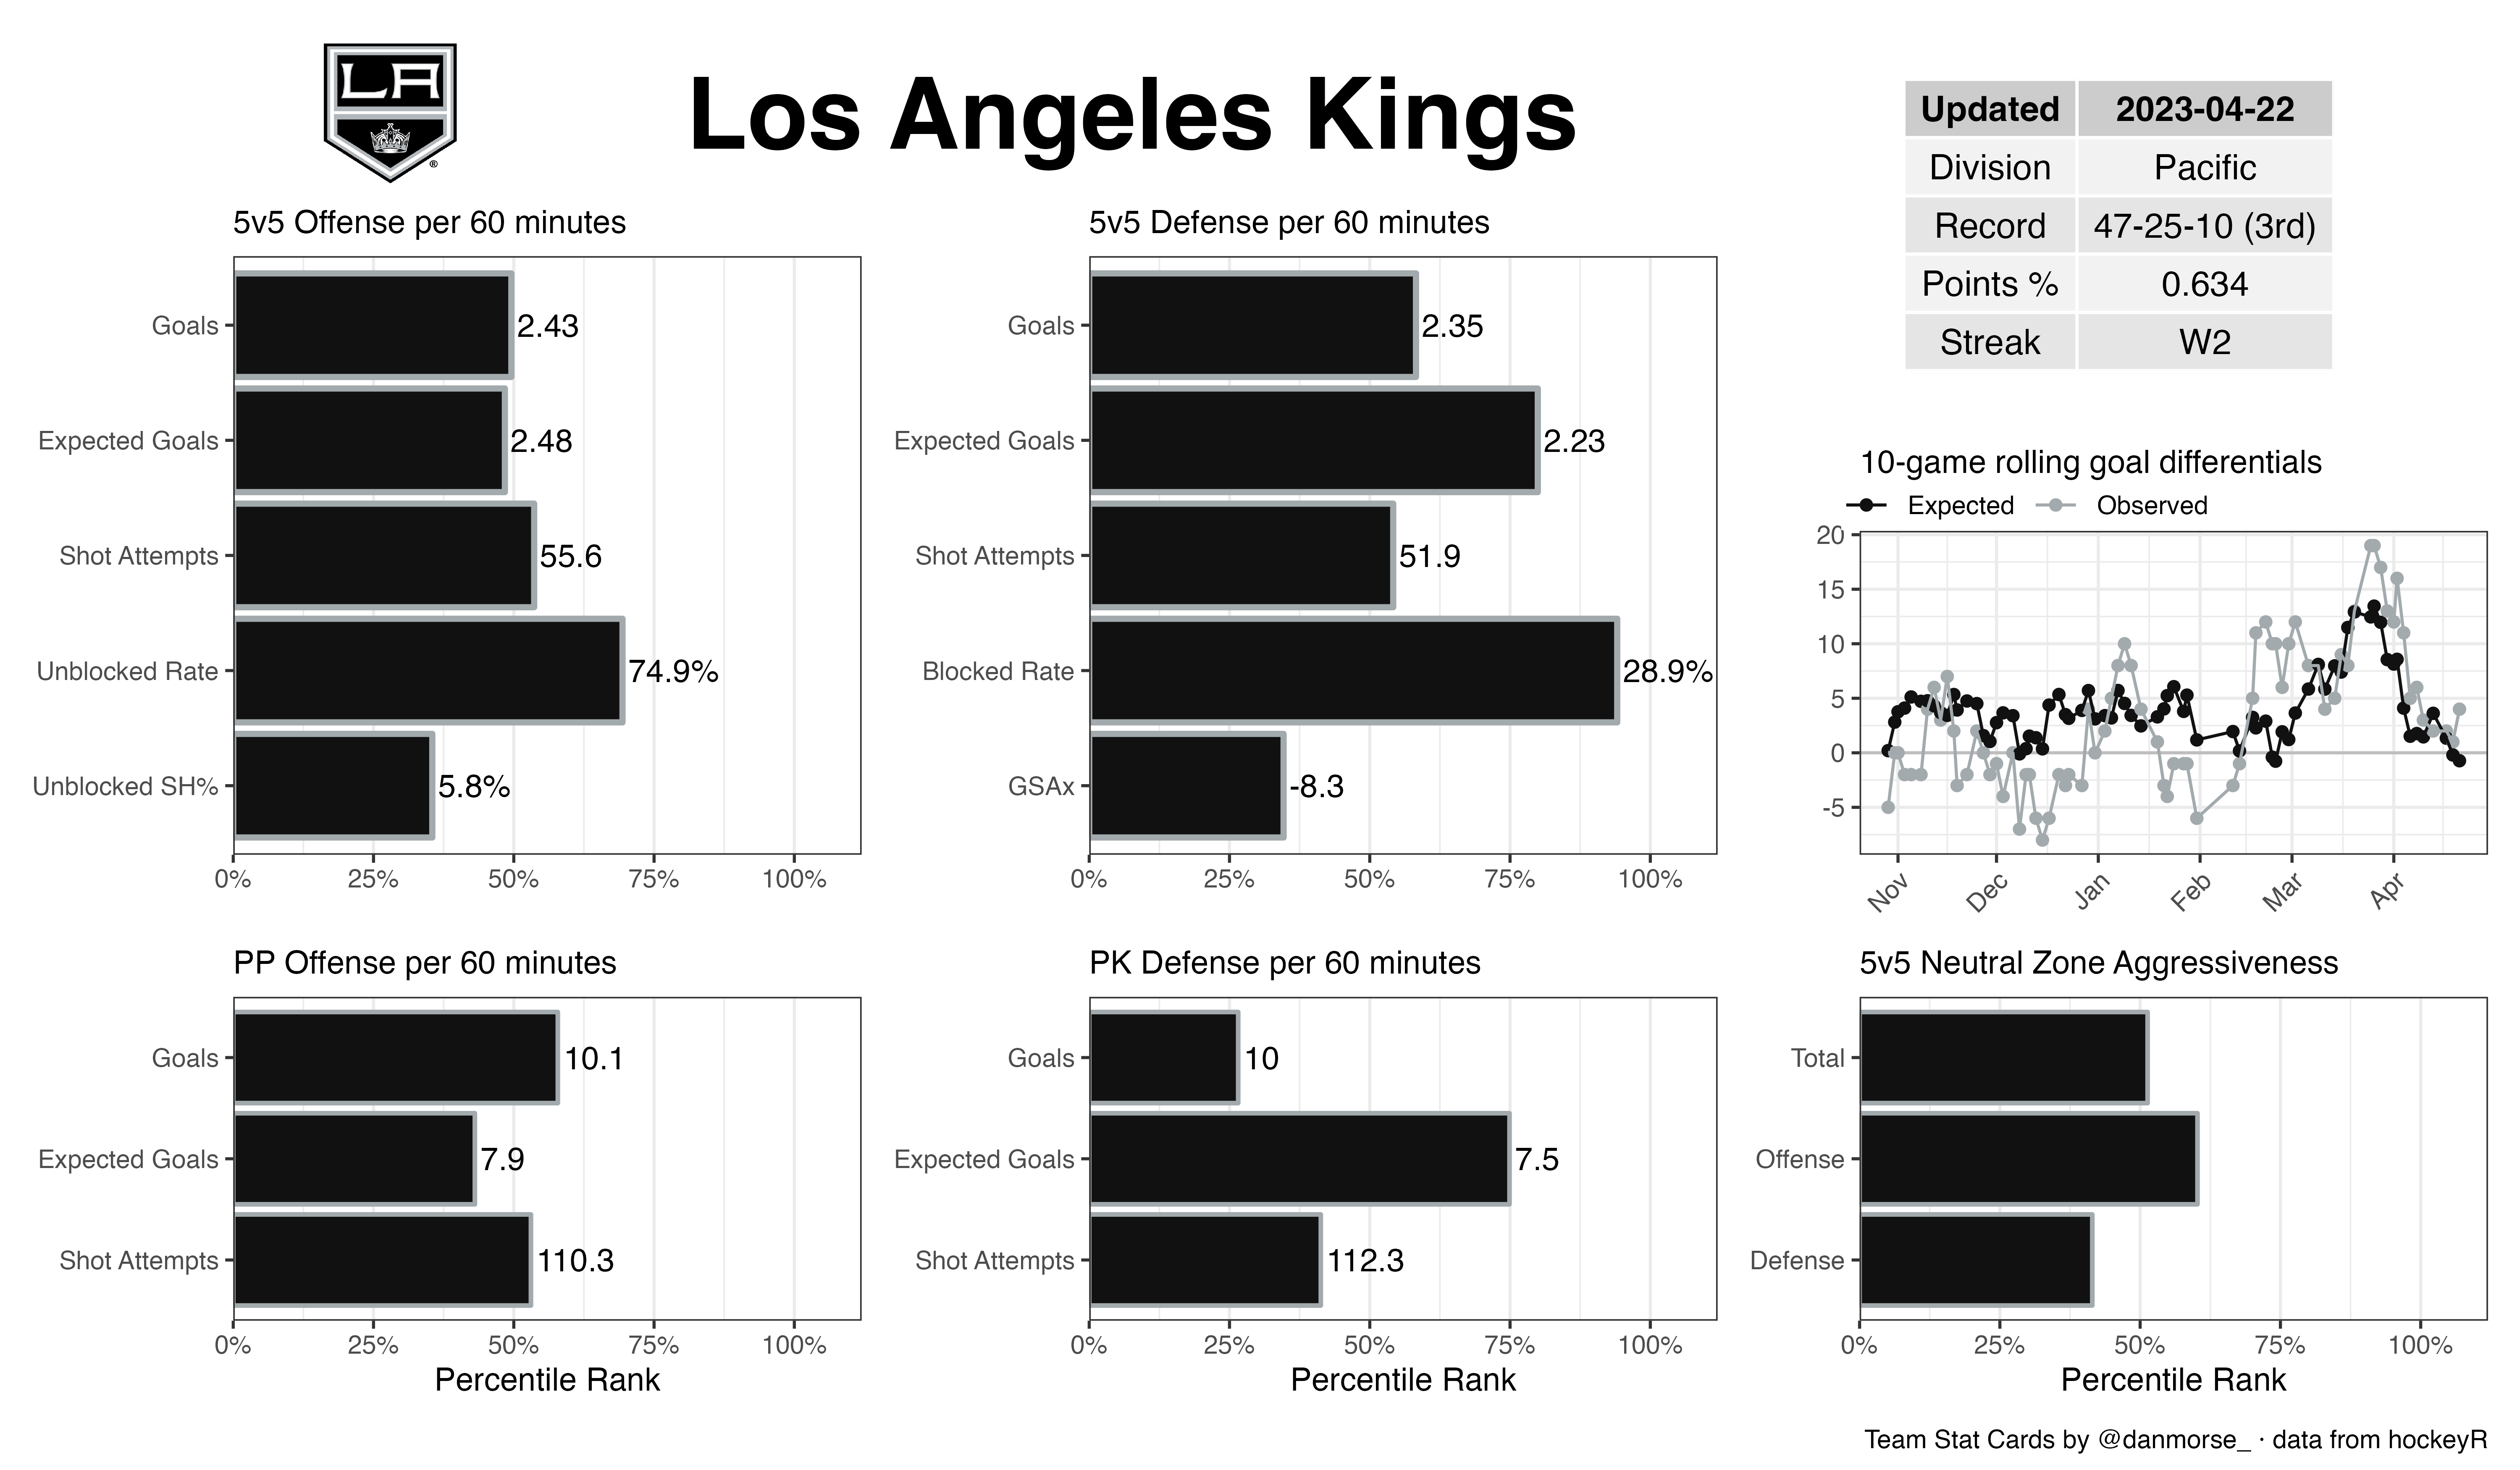 LA
®
Los Angeles Kings
Updated 2023-04-22
Division Pacific
Record 47-25-10 (3rd)
Points % 0.634
Streak W2
5v5 Offense per 60 minutes
Goals 2.43
Expected Goals 2.48
Shot Attempts 55.6
Unblocked Rate 74.9%
Unblocked SH% 5.8%
0% 25% 50% 75% 100%
5v5 Defense per 60 minutes
Goals 2.35
Expected Goals 2.23
Shot Attempts 51.9
Blocked Rate 28.9%
GSAx -8.3
0% 25% 50% 75% 100%
10-game rolling goal differentials
Expected Observed
20
15
10
5
0
-5
Nov Dec Jan Feb Mar Apr
PP Offense per 60 minutes
Goals 10.1
Expected Goals 7.9
Shot Attempts 110.3
0% 25% 50% 75% 100%
Percentile Rank
PK Defense per 60 minutes
Goals 10
Expected Goals 7.5
Shot Attempts 112.3
0% 25% 50% 75% 100%
Percentile Rank
5v5 Neutral Zone Aggressiveness
Total
Offense
Defense
0% 25% 50% 75% 100%
Percentile Rank
Team Stat Cards by @danmorse_ · data from hockeyR